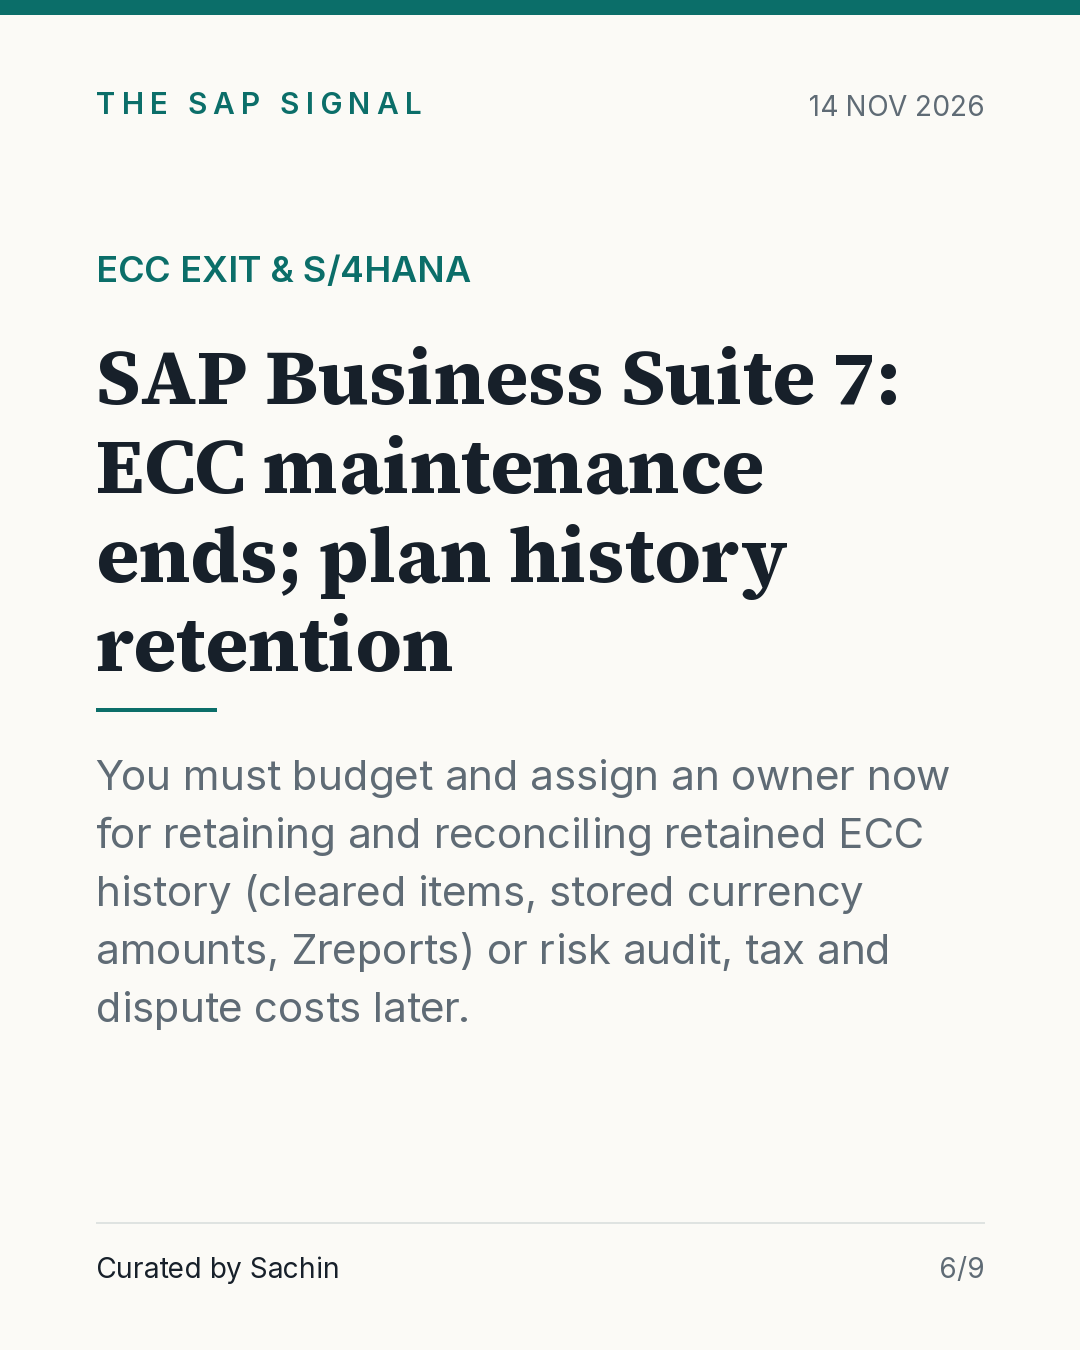 THE SAP SIGNAL
14 NOV 2026
ECC EXIT & S/4HANA
SAP Business Suite 7:
ECC maintenance
ends; plan history
retention
You must budget and assign an owner now
for retaining and reconciling retained ECC
history (cleared items, stored currency
amounts, Zreports) or risk audit, tax and
dispute costs later.
Curated by Sachin
6/9